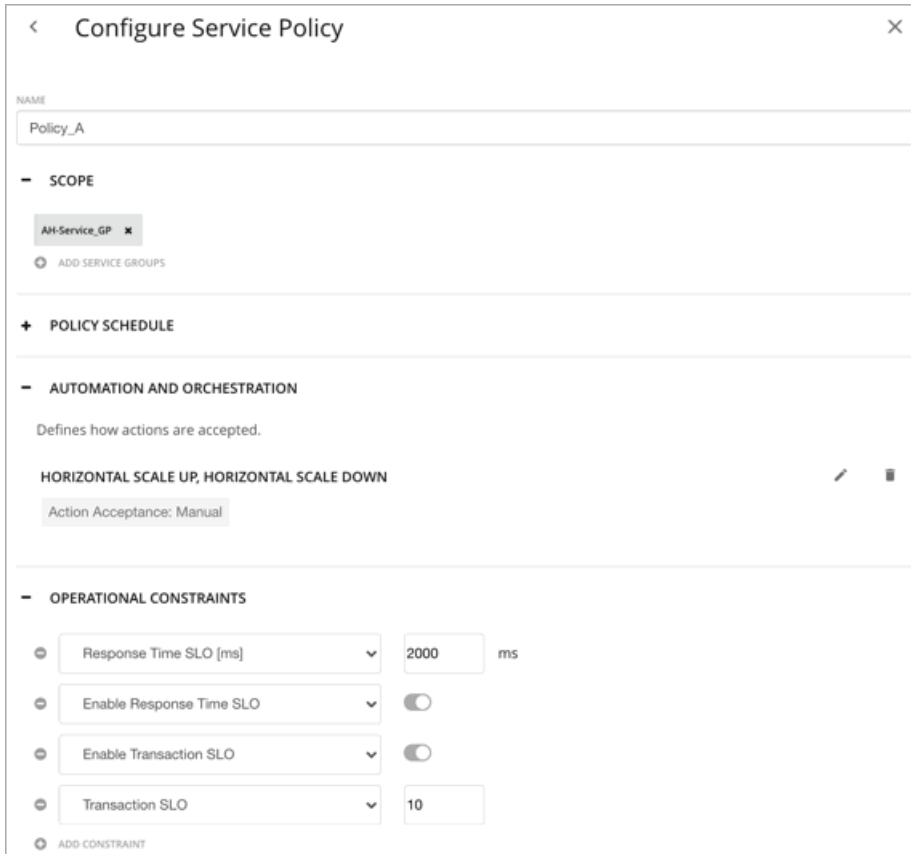 Configure Service Policy
NAME
Policy_A
SCOPE
AH-Service_GP
ADD SERVICE GROUPS
POLICY SCHEDULE
AUTOMATION AND ORCHESTRATION
Defines how actions are accepted.
HORIZONTAL SCALE UP, HORIZONTAL SCALE DOWN
Action Acceptance: Manual
OPERATIONAL CONSTRAINTS
Response Time SLO [ms] 2000 ms
Enable Response Time SLO
Enable Transaction SLO
Transaction SLO 10
ADD CONSTRAINT